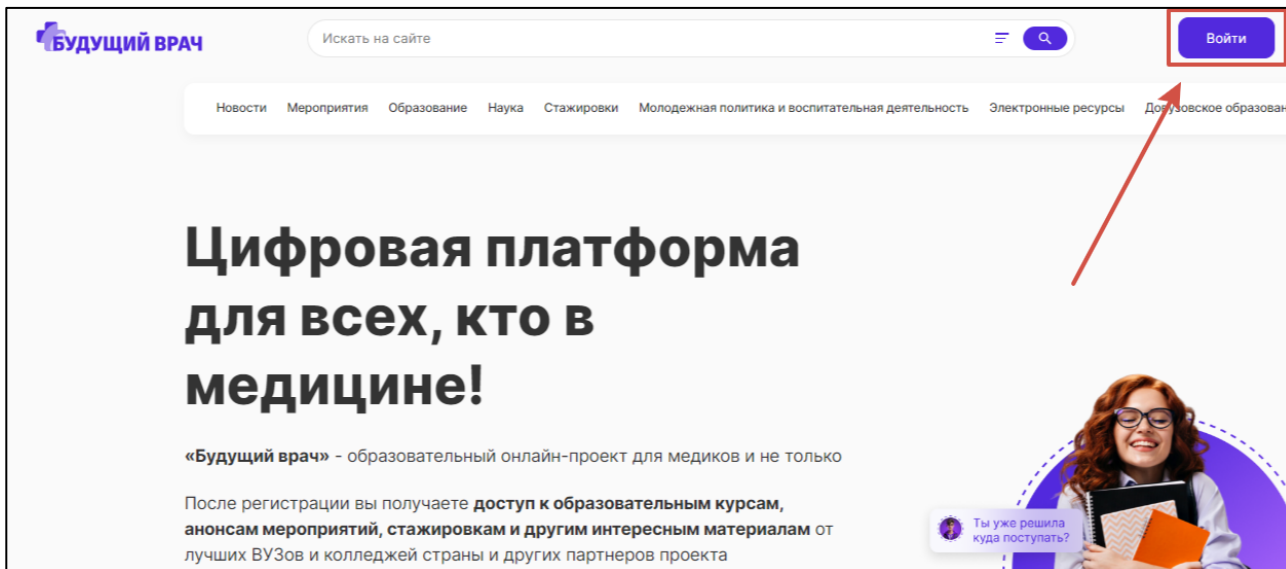 БУДУЩИЙ ВРАЧ
Искать на сайте
Войти
Новости Мероприятия Образование Наука Стажировки Молодежная политика и воспитательная деятельность Электронные ресурсы Довузовское образован
Цифровая платформа
для всех, кто в
медицине!
«Будущий врач» - образовательный онлайн-проект для медиков и не только
После регистрации вы получаете доступ к образовательным курсам,
анонсам мероприятий, стажировкам и другим интересным материалам от
лучших ВУЗов и колледжей страны и других партнеров проекта
Ты уже решила
куда поступать?